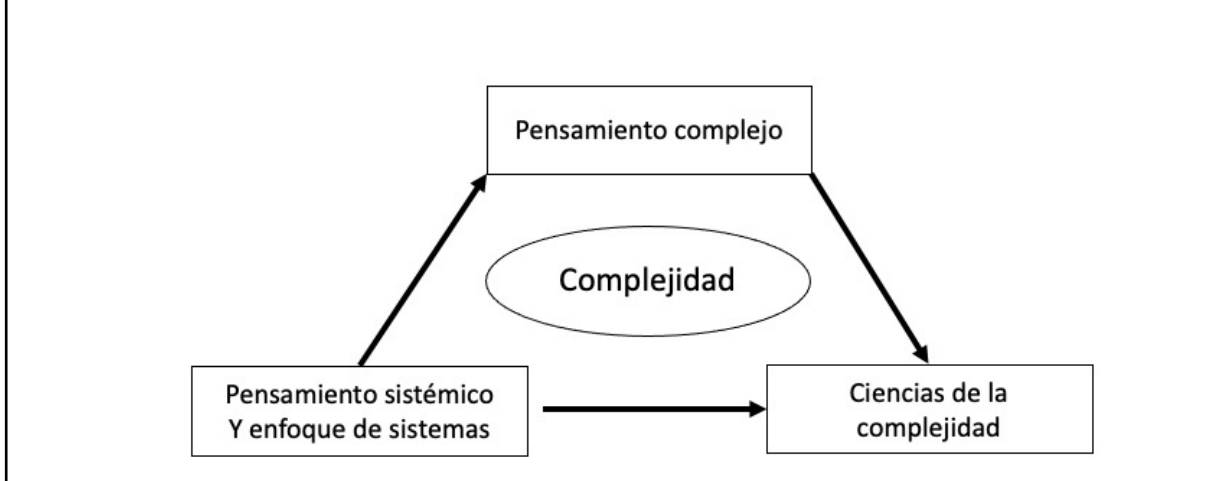 Pensamiento complejo
Complejidad
Pensamiento sistémico
Y enfoque de sistemas
Ciencias de la
complejidad